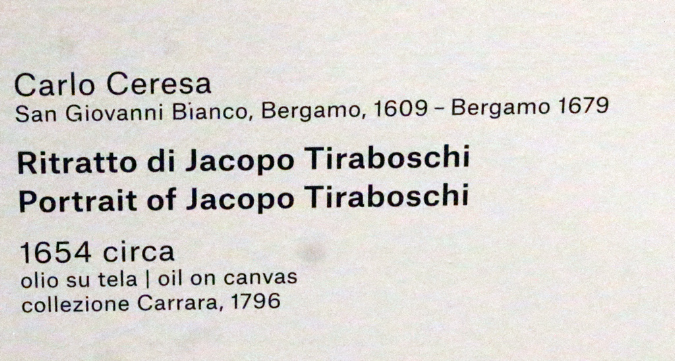 Carlo Ceresa
San Giovanni Bianco, Bergamo, 1609 – Bergamo 1679
Ritratto di Jacopo Tiraboschi
Portrait of Jacopo Tiraboschi
1654 circa
olio su tela | oil on canvas
collezione Carrara, 1796